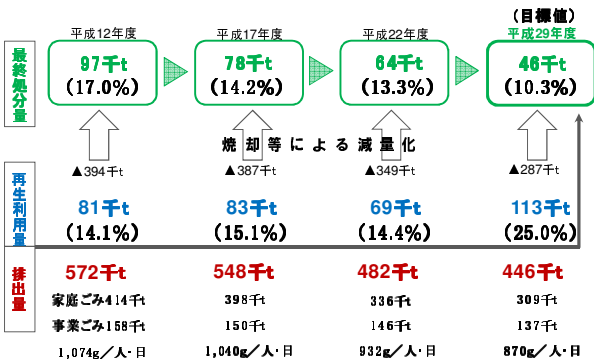 (目標値)
平成12年度 平成17年度 平成22年度 平成29年度
最終処分量
97千t 78千t 64千t 46千t
(17.0%) (14.2%) (13.3%) (10.3%)
焼却等による減量化
▲394千t ▲387千t ▲349千t ▲287千t
再生利用量
81千t 83千t 69千t 113千t
(14.1%) (15.1%) (14.4%) (25.0%)
排出量
572千t 548千t 482千t 446千t
家庭ごみ414千t 398千t 336千t 309千t
事業ごみ158千t 150千t 146千t 137千t
1,074g／人・日 1,040g／人・日 932g／人・日 870g／人・日